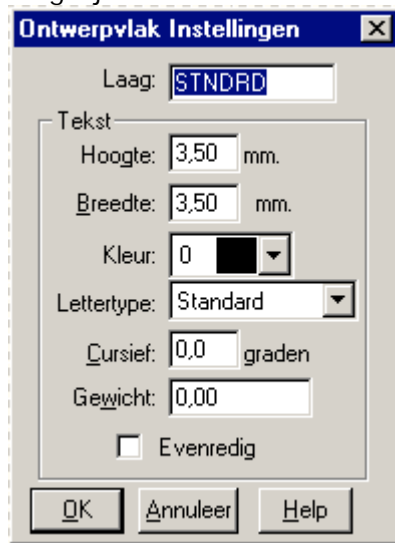 Ontwerpvlak Instellingen
Laag: STNDRD
Tekst
Hoogte: 3,50 mm.
Breedte: 3,50 mm.
Kleur: 0
Lettertype: Standard
Cursief: 0,0 graden
Gewicht: 0,00
Evenredig
OK Annuleer Help